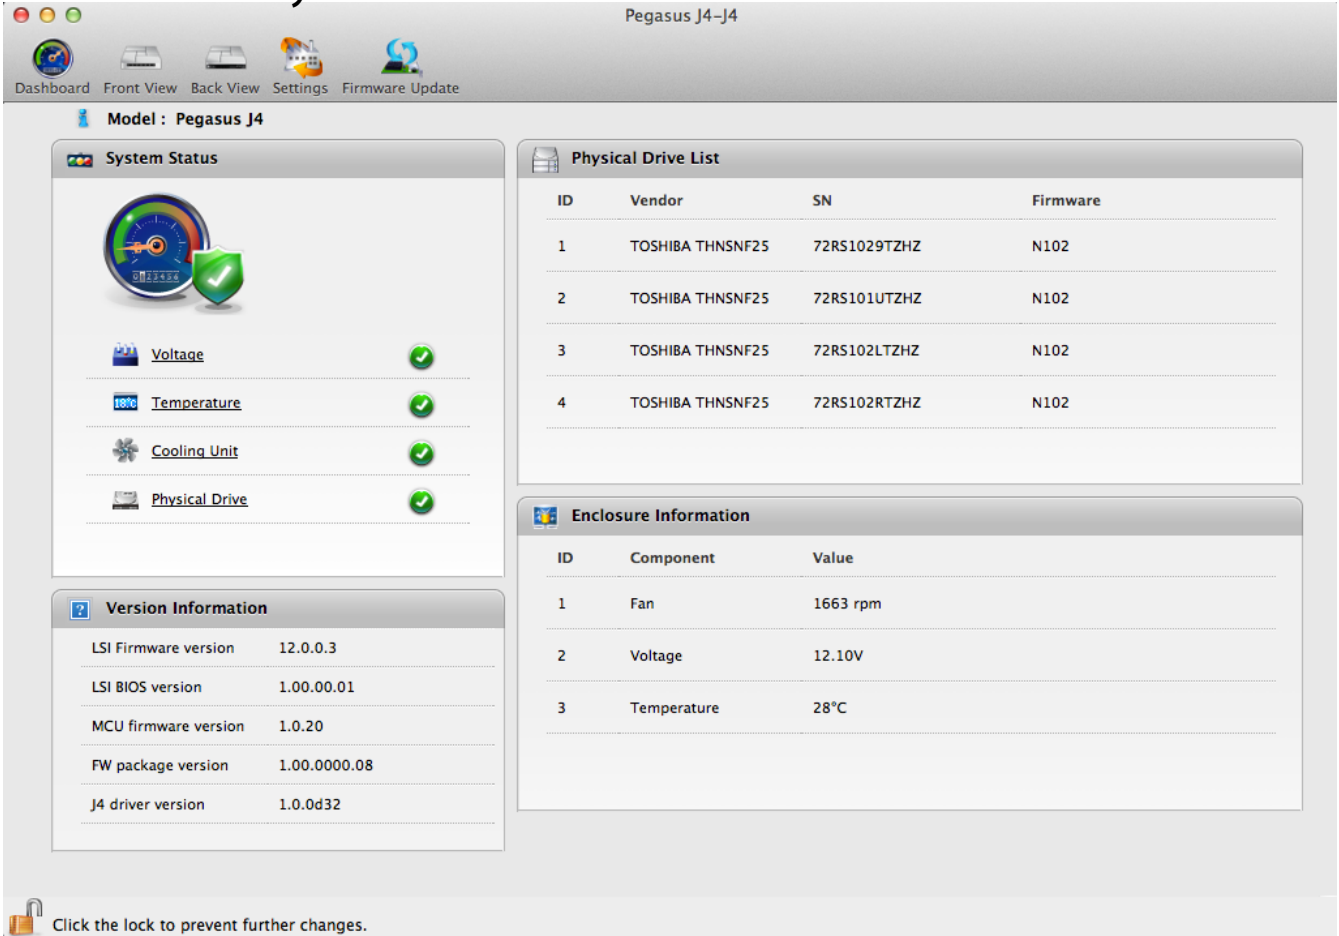 Pegasus J4-J4
Dashboard Front View Back View Settings Firmware Update
Model : Pegasus J4
System Status
Voltage
18°c Temperature
Cooling Unit
Physical Drive
Version Information
LSI Firmware version 12.0.0.3
LSI BIOS version 1.00.00.01
MCU firmware version 1.0.20
FW package version 1.00.0000.08
J4 driver version 1.0.0d32
Physical Drive List
ID Vendor SN Firmware
1 TOSHIBA THNSNF25 72RS1029TZHZ N102
2 TOSHIBA THNSNF25 72RS101UTZHZ N102
3 TOSHIBA THNSNF25 72RS102LTZHZ N102
4 TOSHIBA THNSNF25 72RS102RTZHZ N102
Enclosure Information
ID Component Value
1 Fan 1663 rpm
2 Voltage 12.10V
3 Temperature 28°C
Click the lock to prevent further changes.